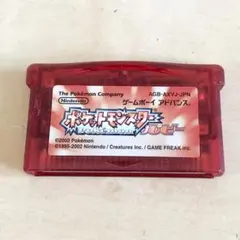 The Pokémon Company
AGB-AXVJ-JPN
Nintendo
ゲームボーイ アドバンス
ポケットモンスター
ルビー
©2002 Pokémon
©1995-2002 Nintendo / Creatures inc. / GAME FREAK inc.